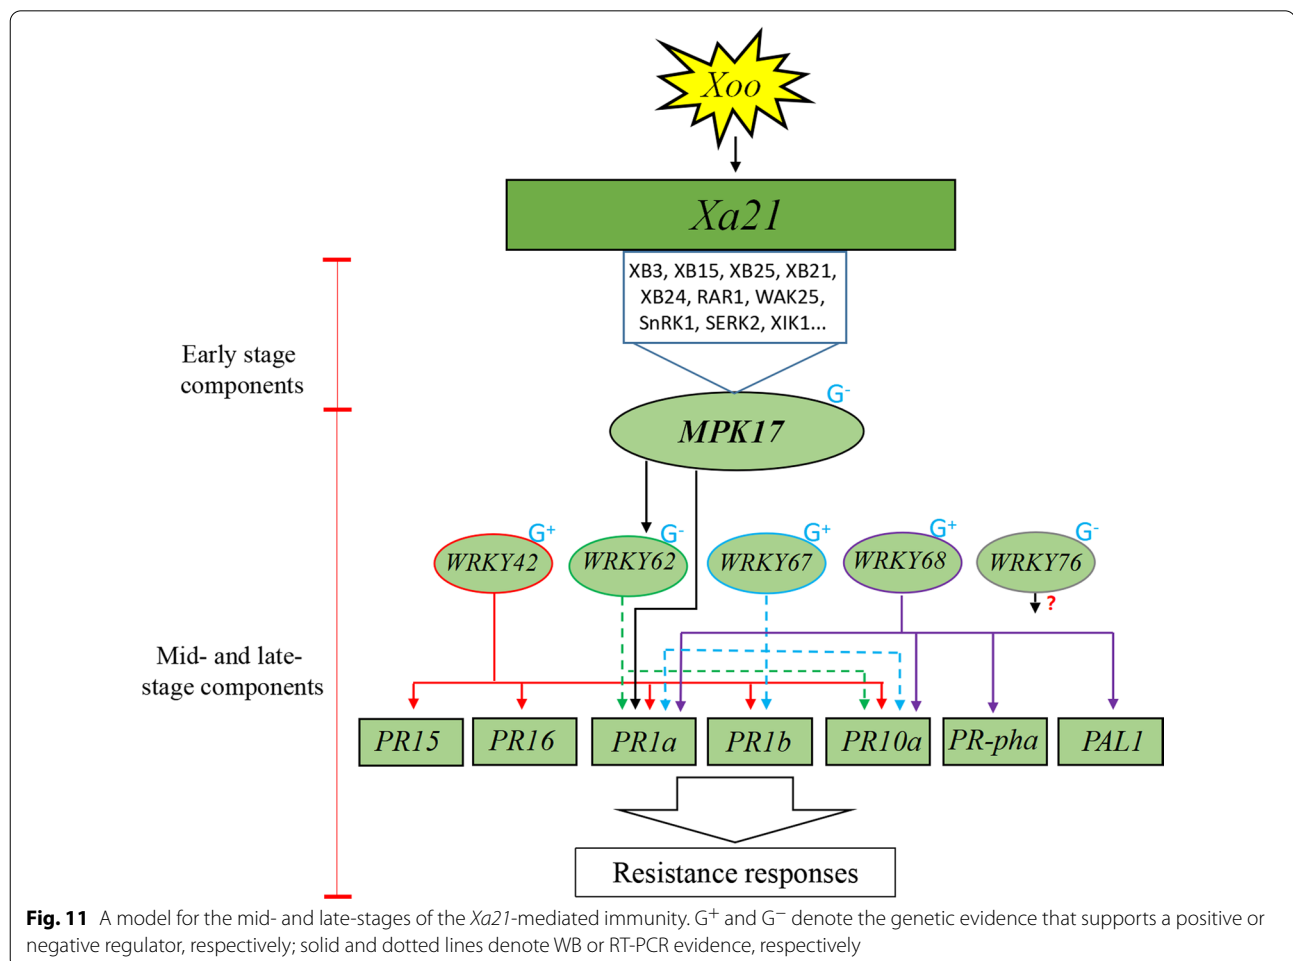 Xoo
Xa21
XB3, XB15, XB25, XB21,
XB24, RAR1, WAK25,
SnRK1, SERK2, XIK1...
Early stage
components
G-
MPK17
G+
G-
G+
G+
G-
WRKY42
WRKY62
WRKY67
WRKY68
WRKY76
?
Mid- and late-
stage components
PR15
PR16
PR1a
PR1b
PR10a
PR-pha
PAL1
Resistance responses
Fig. 11 A model for the mid- and late-stages of the Xa21-mediated immunity. G+ and G− denote the genetic evidence that supports a positive or
negative regulator, respectively; solid and dotted lines denote WB or RT-PCR evidence, respectively